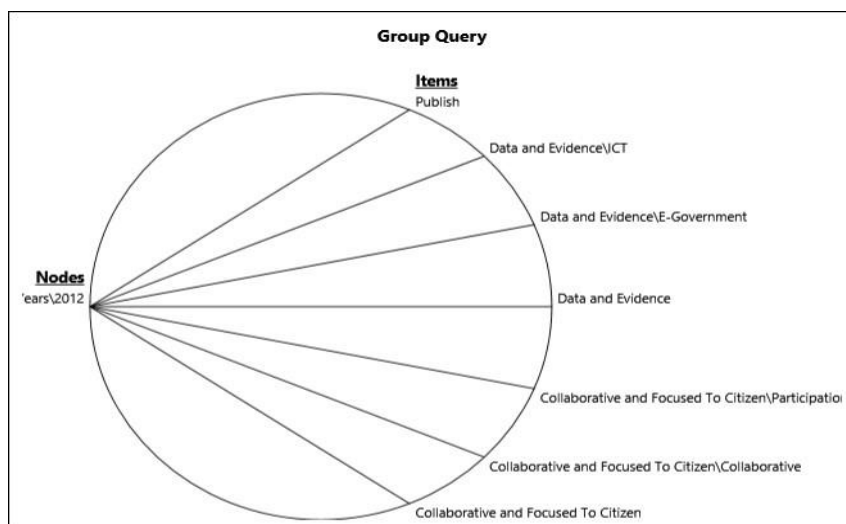 Group Query
Items
Publish
Data and Evidence\ICT
Data and Evidence\E-Government
Nodes
ears\2012
Data and Evidence
Collaborative and Focused To Citizen\Participation
Collaborative and Focused To Citizen\Collaborative
Collaborative and Focused To Citizen